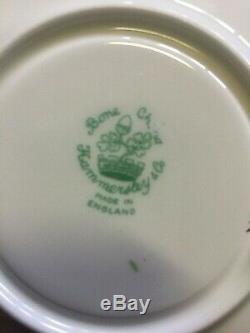 Bone China
Hammersley & Co
MADE IN
ENGLAND